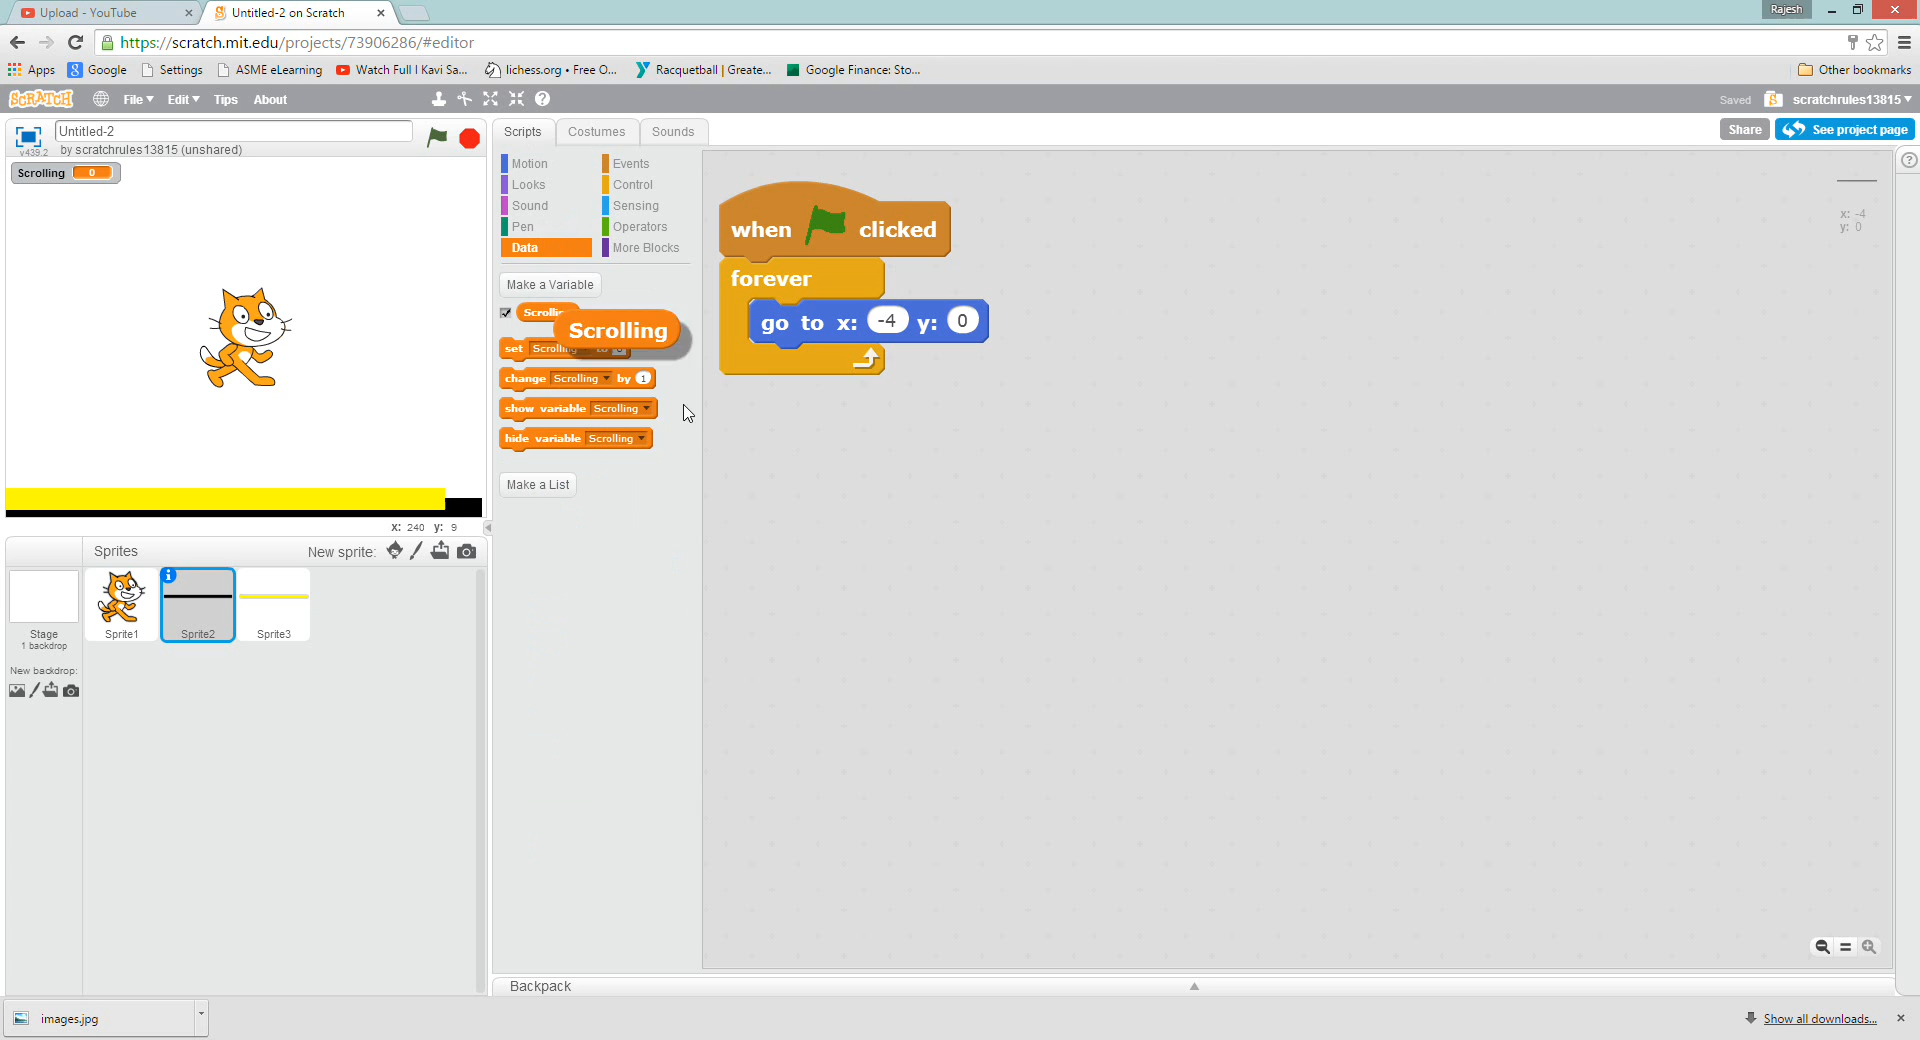 Upload - YouTube
Untitled-2 on Scratch
Rajesh
https://scratch.mit.edu/projects/73906286/#editor
Apps
Google
Settings
ASME eLearning
Watch Full I Kavi Sa...
lichess.org • Free O...
Racquetball | Greate...
Google Finance: Sto...
Other bookmarks
SCRATCH
File
Edit
Tips
About
Saved
scratchrules13815
Untitled-2
by scratchrules13815 (unshared)
v439.2
Scripts
Costumes
Sounds
Share
See project page
Scrolling 0
Motion
Events
Looks
Control
Sound
Sensing
Pen
Operators
Data
More Blocks
Make a Variable
Scrolling
set
change Scrolling by 1
show variable Scrolling
hide variable Scrolling
Make a List
when clicked
forever
go to x: -4 y: 0
x: -4
y: 0
x: 240 y: 9
Sprites
New sprite:
Stage
1 backdrop
New backdrop:
Sprite1
Sprite2
Sprite3
Backpack
images.jpg
Show all downloads...